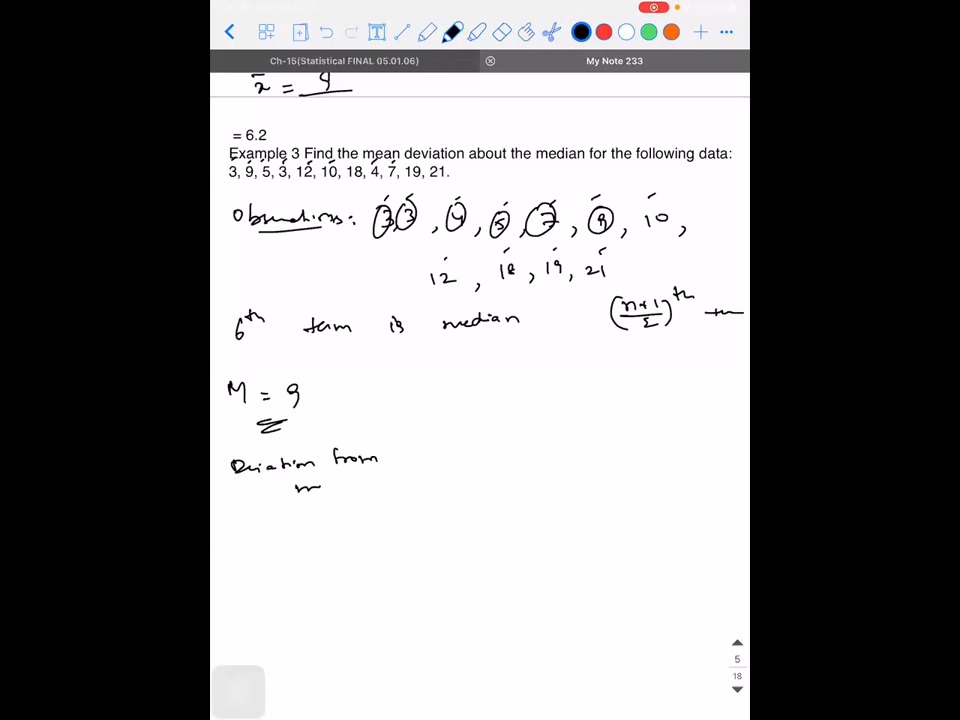 Ch-15(Statistical FINAL 05.01.06)
My Note 233
x̄ = 9
= 6.2
Example 3 Find the mean deviation about the median for the following data:
3, 9, 5, 3, 12, 10, 18, 4, 7, 19, 21.
Observations: 3, 3, 4, 5, 7, 9, 10,
12, 18, 19, 21
6th term is median (n+1/2)th
M = 9
Deviation from
m
5
18